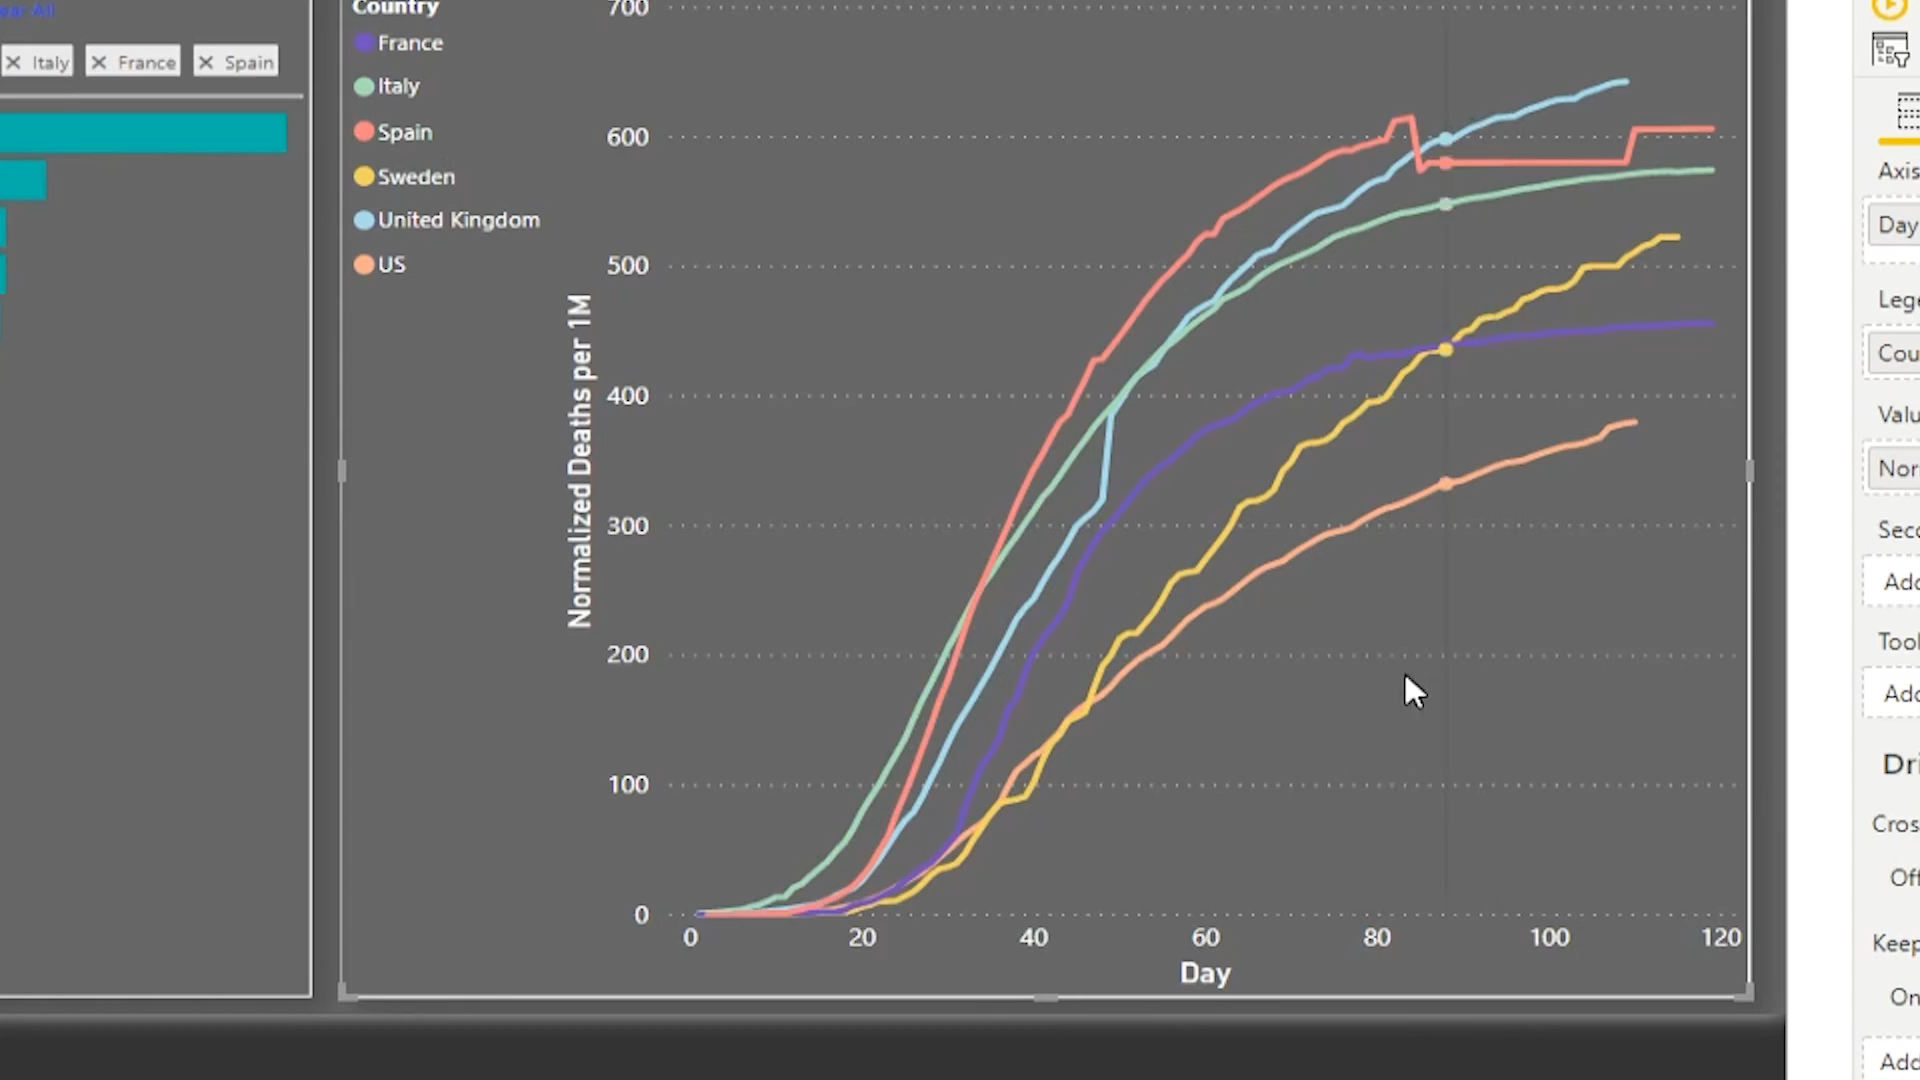 Italy
France
Spain
Country
France
Italy
Spain
Sweden
United Kingdom
US
Normalized Deaths per 1M
700
600
500
400
300
200
100
0
0 20 40 60 80 100 120
Day
Axis
Day
Lege
Cou
Valu
Nor
Seco
Add
Tool
Add
Dri
Cros
Off
Keep
On
Add